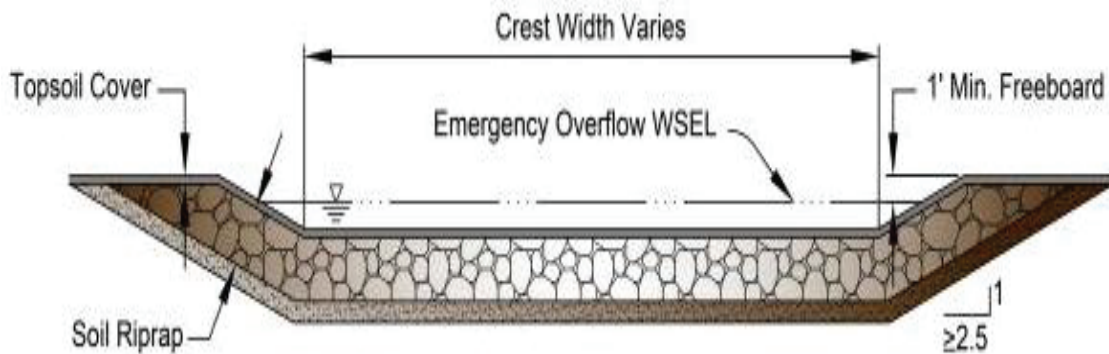 Crest Width Varies
Topsoil Cover
1' Min. Freeboard
Emergency Overflow WSEL
1
≥2.5
Soil Riprap